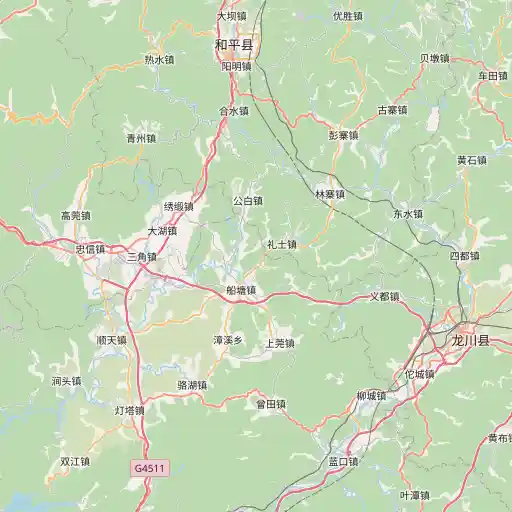 大坝镇
优胜镇
和平县
热水镇
贝墩镇
阳明镇
车田镇
合水镇
古寨镇
青州镇
彭寨镇
黄石镇
林寨镇
公白镇
绣缎镇
东水镇
高莞镇
大湖镇
礼士镇
忠信镇
三角镇
四都镇
船塘镇
义都镇
顺天镇
漳溪乡
上莞镇
龙川县
佗城镇
涧头镇
骆湖镇
柳城镇
曾田镇
灯塔镇
黄布镇
双江镇
蓝口镇
G4511
叶潭镇